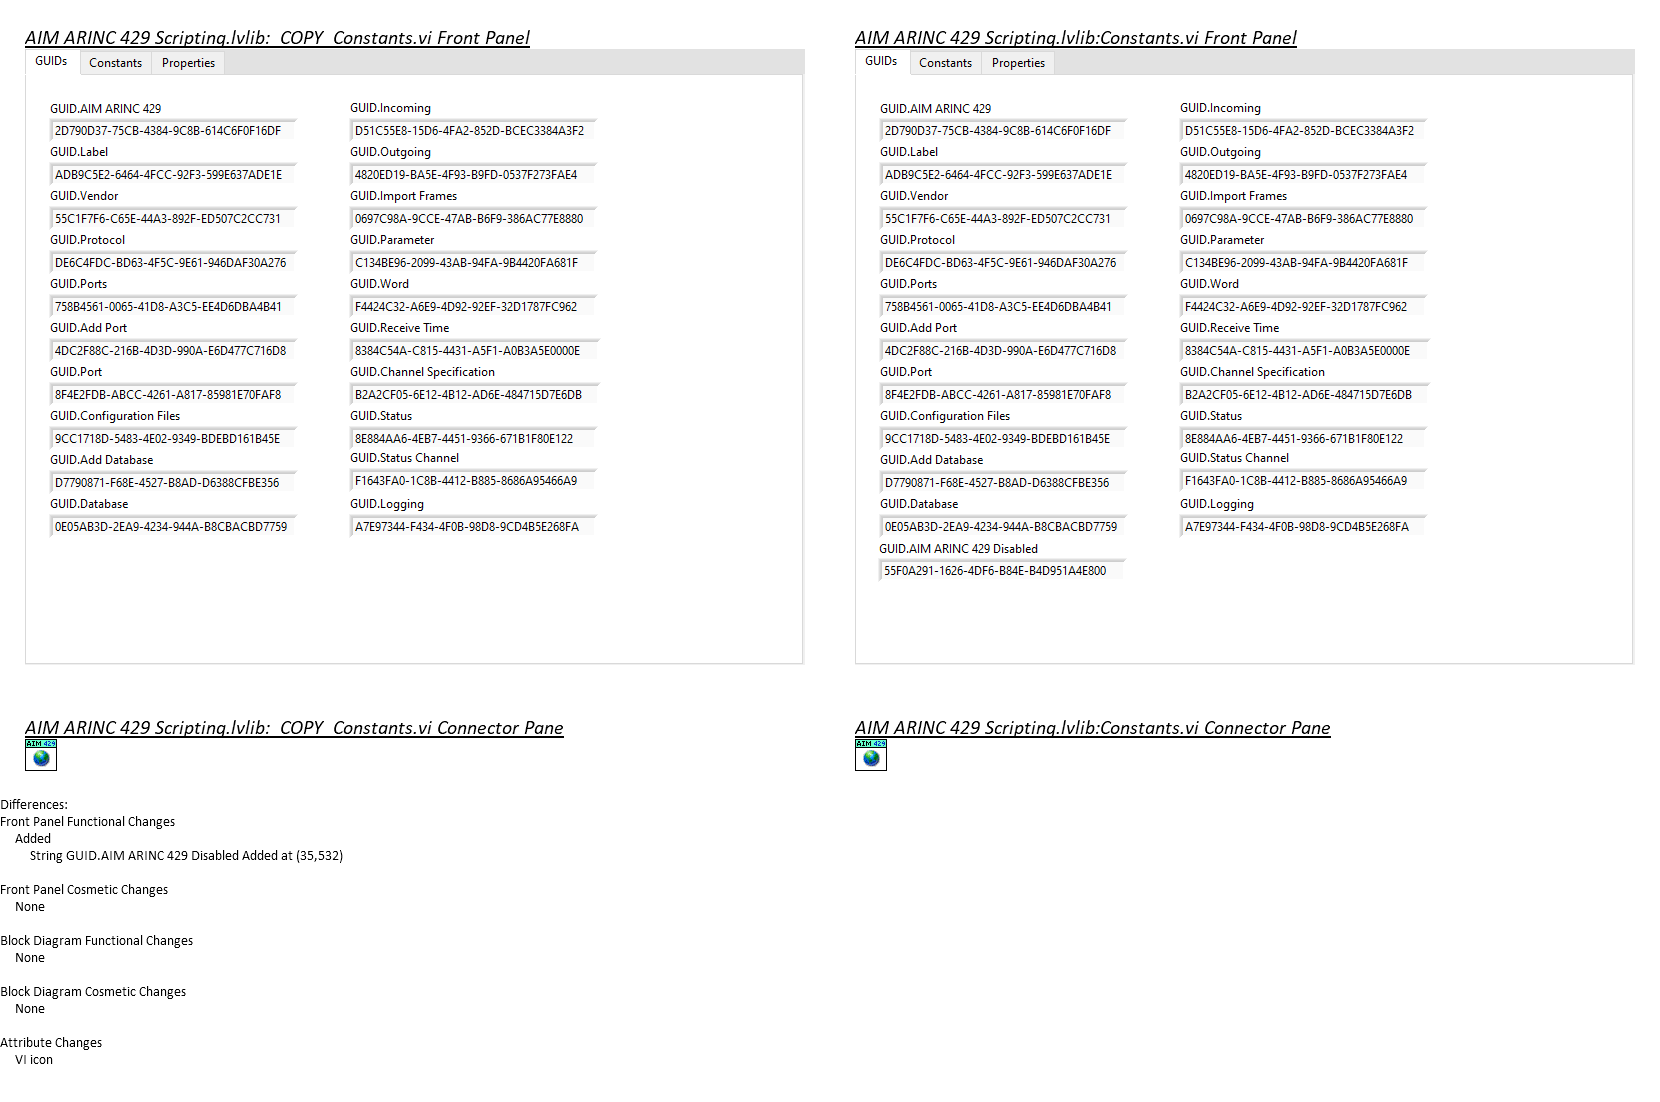 AIM ARINC 429 Scripting.lvlib:_COPY_Constants.vi Front Panel
GUIDs Constants Properties
GUID.AIM ARINC 429
2D790D37-75CB-4384-9C8B-614C6F0F16DF
GUID.Label
ADB9C5E2-6464-4FCC-92F3-599E637ADE1E
GUID.Vendor
55C1F7F6-C65E-44A3-892F-ED507C2CC731
GUID.Protocol
DE6C4FDC-BD63-4F5C-9E61-946DAF30A276
GUID.Ports
758B4561-0065-41D8-A3C5-EE4D6DBA4B41
GUID.Add Port
4DC2F88C-216B-4D3D-990A-E6D477C716D8
GUID.Port
8F4E2FDB-ABCC-4261-A817-85981E70FAF8
GUID.Configuration Files
9CC1718D-5483-4E02-9349-BDEBD161B45E
GUID.Add Database
D7790871-F68E-4527-B8AD-D6388CFBE356
GUID.Database
0E05AB3D-2EA9-4234-944A-B8CBACBD7759
GUID.Incoming
D51C55E8-15D6-4FA2-852D-BCEC3384A3F2
GUID.Outgoing
4820ED19-BA5E-4F93-B9FD-0537F273FAE4
GUID.Import Frames
0697C98A-9CCE-47AB-B6F9-386AC77E8880
GUID.Parameter
C134BE96-2099-43AB-94FA-9B4420FA681F
GUID.Word
F4424C32-A6E9-4D92-92EF-32D1787FC962
GUID.Receive Time
8384C54A-C815-4431-A5F1-A0B3A5E0000E
GUID.Channel Specification
B2A2CF05-6E12-4B12-AD6E-484715D7E6DB
GUID.Status
8E884AA6-4EB7-4451-9366-671B1F80E122
GUID.Status Channel
F1643FA0-1C8B-4412-B885-8686A95466A9
GUID.Logging
A7E97344-F434-4F0B-98D8-9CD4B5E268FA
AIM ARINC 429 Scripting.lvlib:Constants.vi Front Panel
GUIDs Constants Properties
GUID.AIM ARINC 429
2D790D37-75CB-4384-9C8B-614C6F0F16DF
GUID.Label
ADB9C5E2-6464-4FCC-92F3-599E637ADE1E
GUID.Vendor
55C1F7F6-C65E-44A3-892F-ED507C2CC731
GUID.Protocol
DE6C4FDC-BD63-4F5C-9E61-946DAF30A276
GUID.Ports
758B4561-0065-41D8-A3C5-EE4D6DBA4B41
GUID.Add Port
4DC2F88C-216B-4D3D-990A-E6D477C716D8
GUID.Port
8F4E2FDB-ABCC-4261-A817-85981E70FAF8
GUID.Configuration Files
9CC1718D-5483-4E02-9349-BDEBD161B45E
GUID.Add Database
D7790871-F68E-4527-B8AD-D6388CFBE356
GUID.Database
0E05AB3D-2EA9-4234-944A-B8CBACBD7759
GUID.AIM ARINC 429 Disabled
55F0A291-1626-4DF6-B84E-B4D951A4E800
GUID.Incoming
D51C55E8-15D6-4FA2-852D-BCEC3384A3F2
GUID.Outgoing
4820ED19-BA5E-4F93-B9FD-0537F273FAE4
GUID.Import Frames
0697C98A-9CCE-47AB-B6F9-386AC77E8880
GUID.Parameter
C134BE96-2099-43AB-94FA-9B4420FA681F
GUID.Word
F4424C32-A6E9-4D92-92EF-32D1787FC962
GUID.Receive Time
8384C54A-C815-4431-A5F1-A0B3A5E0000E
GUID.Channel Specification
B2A2CF05-6E12-4B12-AD6E-484715D7E6DB
GUID.Status
8E884AA6-4EB7-4451-9366-671B1F80E122
GUID.Status Channel
F1643FA0-1C8B-4412-B885-8686A95466A9
GUID.Logging
A7E97344-F434-4F0B-98D8-9CD4B5E268FA
AIM ARINC 429 Scripting.lvlib:_COPY_Constants.vi Connector Pane
AIM 429
AIM ARINC 429 Scripting.lvlib:Constants.vi Connector Pane
AIM 429
Differences:
Front Panel Functional Changes
Added
String GUID.AIM ARINC 429 Disabled Added at (35,532)
Front Panel Cosmetic Changes
None
Block Diagram Functional Changes
None
Block Diagram Cosmetic Changes
None
Attribute Changes
VI icon